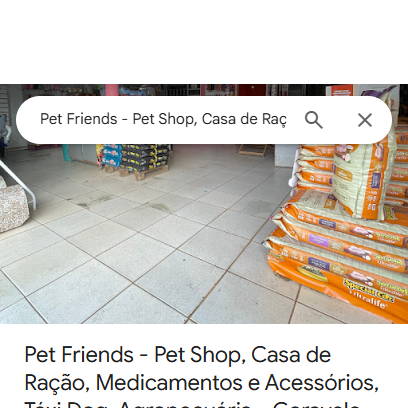 Pet Friends - Pet Shop, Casa de Raç
Pet Friends - Pet Shop, Casa de
Ração, Medicamentos e Acessórios,
Táxi Dog, Agropecuária - Caravelo